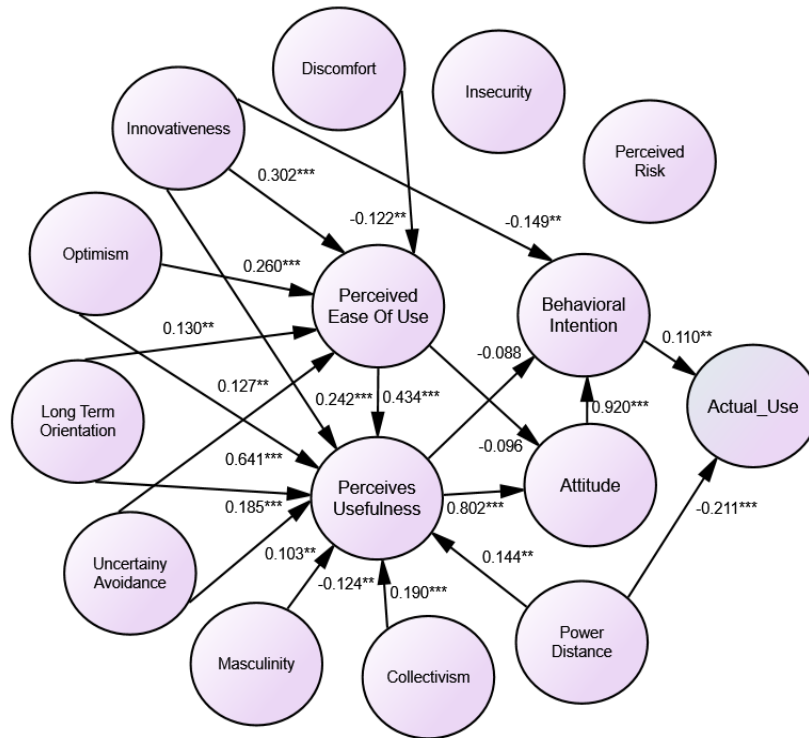 Discomfort
Insecurity
Innovativeness
Perceived
Risk
0.302***
-0.122**
-0.149**
Optimism
0.260***
Perceived
Ease Of Use
Behavioral
Intention
0.130**
0.110**
-0.088
0.127**
Long Term
Orientation
0.242***
0.434***
0.920***
Actual_Use
-0.096
0.641***
Perceives
Usefulness
Attitude
0.185***
0.802***
-0.211***
Uncertainy
Avoidance
0.103**
0.144**
-0.124**
0.190***
Masculinity
Collectivism
Power
Distance